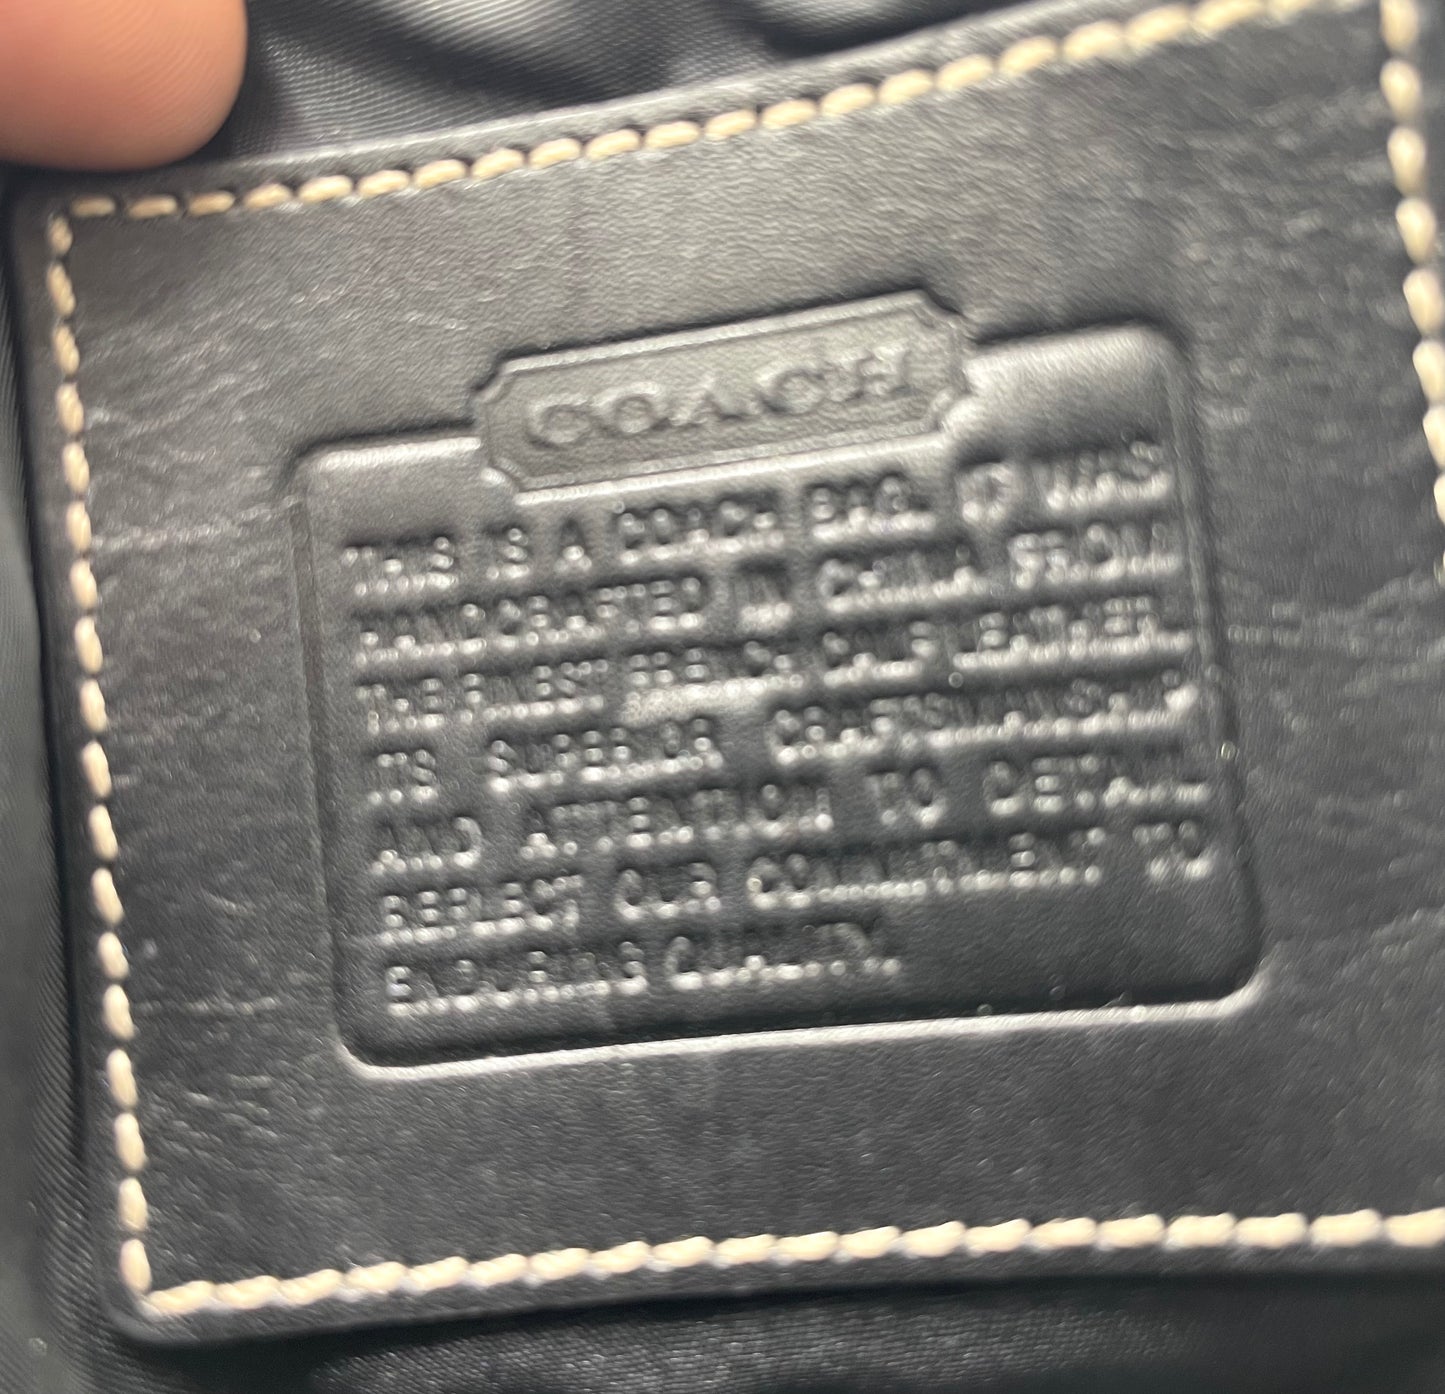 COACH
THIS IS A COACH BAG. IT WAS
HANDCRAFTED IN CHINA FROM
THE FINEST FRENCH CALF LEATHER.
ITS SUPERIOR CRAFTSMANSHIP
AND ATTENTION TO DETAIL
REFLECT OUR COMMITMENT TO
ENDURING QUALITY.